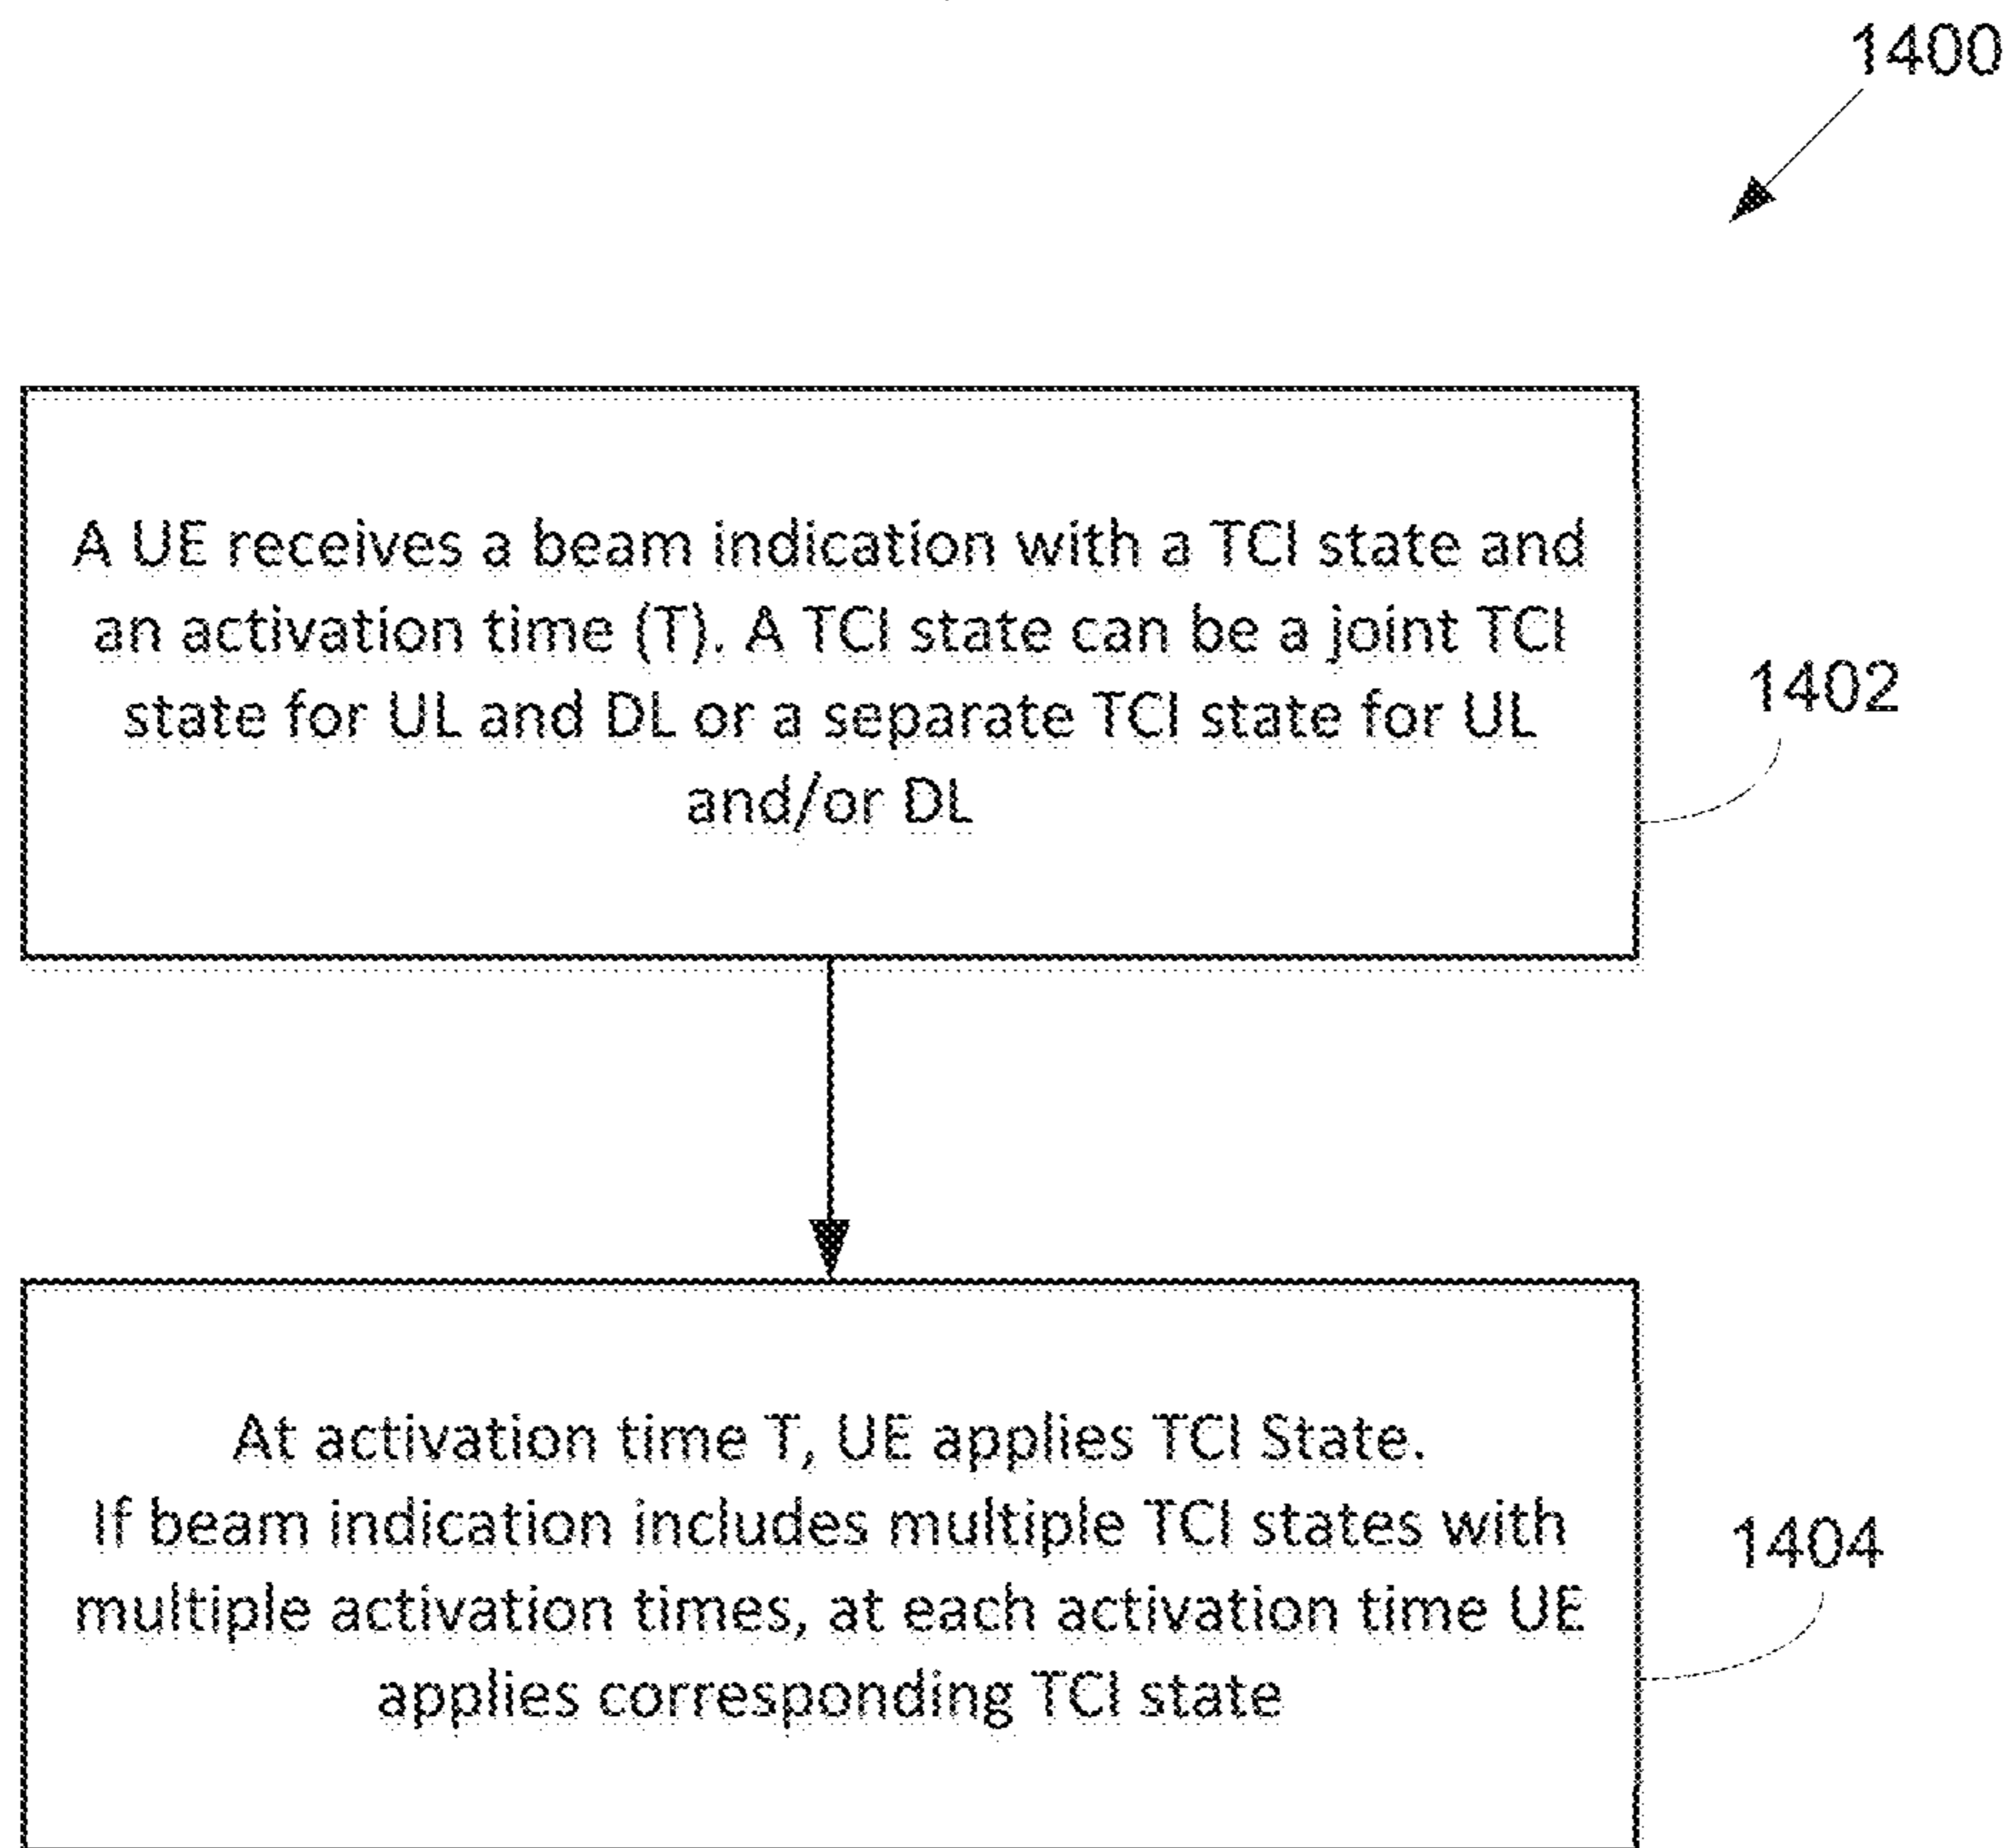 1400
A UE receives a beam indication with a TCI state and
an activation time (T). A TCI state can be a joint TCI
state for UL and DL or a separate TCI state for UL
and/or DL
1402
At activation time T, UE applies TCI State.
If beam indication includes multiple TCI states with
multiple activation times, at each activation time UE
applies corresponding TCI state
1404